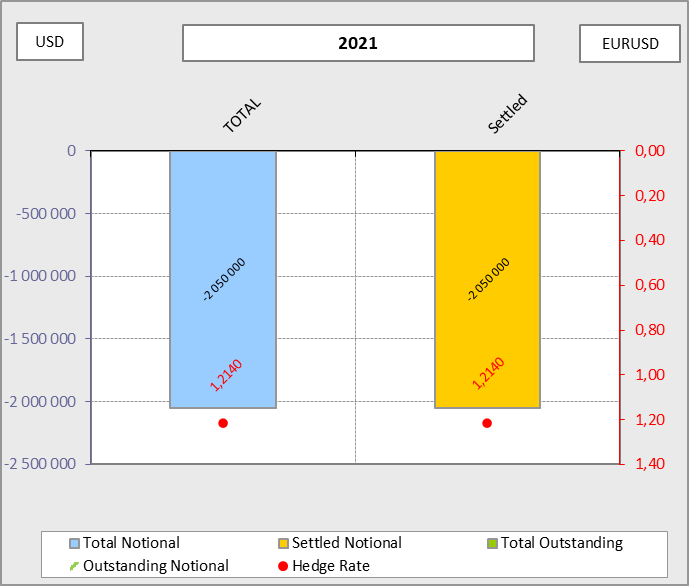 USD
2021
EURUSD
TOTAL
Settled
0
-500 000
-1 000 000
-1 500 000
-2 000 000
-2 500 000
-2 050 000
1,2140
-2 050 000
1,2140
0,00
0,20
0,40
0,60
0,80
1,00
1,20
1,40
Total Notional
Settled Notional
Total Outstanding
Outstanding Notional
Hedge Rate